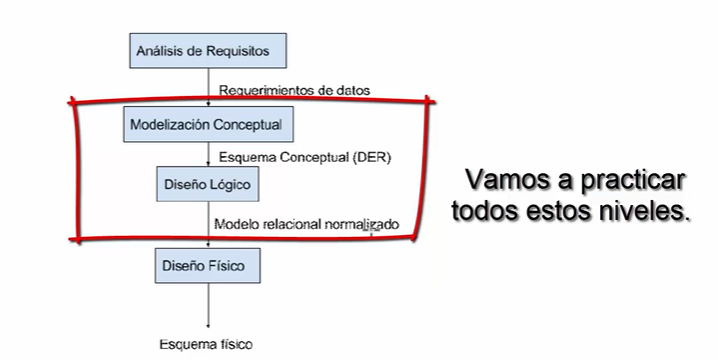 Análisis de Requisitos
Requerimientos de datos
Modelización Conceptual
Esquema Conceptual (DER)
Diseño Lógico
Modelo relacional normalizado
Diseño Físico
Esquema físico
Vamos a practicar
todos estos niveles.